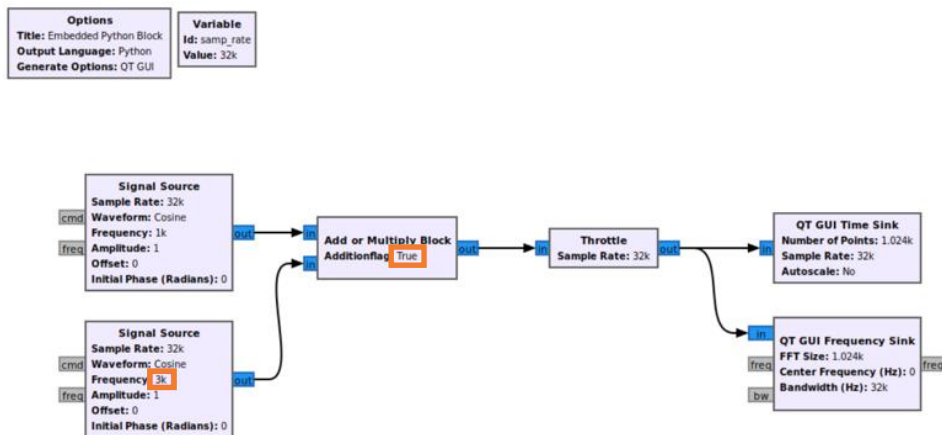 Options
Title: Embedded Python Block
Output Language: Python
Generate Options: QT GUI
Variable
Id: samp_rate
Value: 32k
Signal Source
Sample Rate: 32k
Waveform: Cosine
Frequency: 1k
Amplitude: 1
Offset: 0
Initial Phase (Radians): 0
cmd
freq
out
in
in
Add or Multiply Block
Additionflag True
out
in
Throttle
Sample Rate: 32k
out
in
QT GUI Time Sink
Number of Points: 1.024k
Sample Rate: 32k
Autoscale: No
Signal Source
Sample Rate: 32k
Waveform: Cosine
Frequency 3k
Amplitude: 1
Offset: 0
Initial Phase (Radians): 0
cmd
freq
out
in
freq
bw
QT GUI Frequency Sink
FFT Size: 1.024k
Center Frequency (Hz): 0
Bandwidth (Hz): 32k
freq